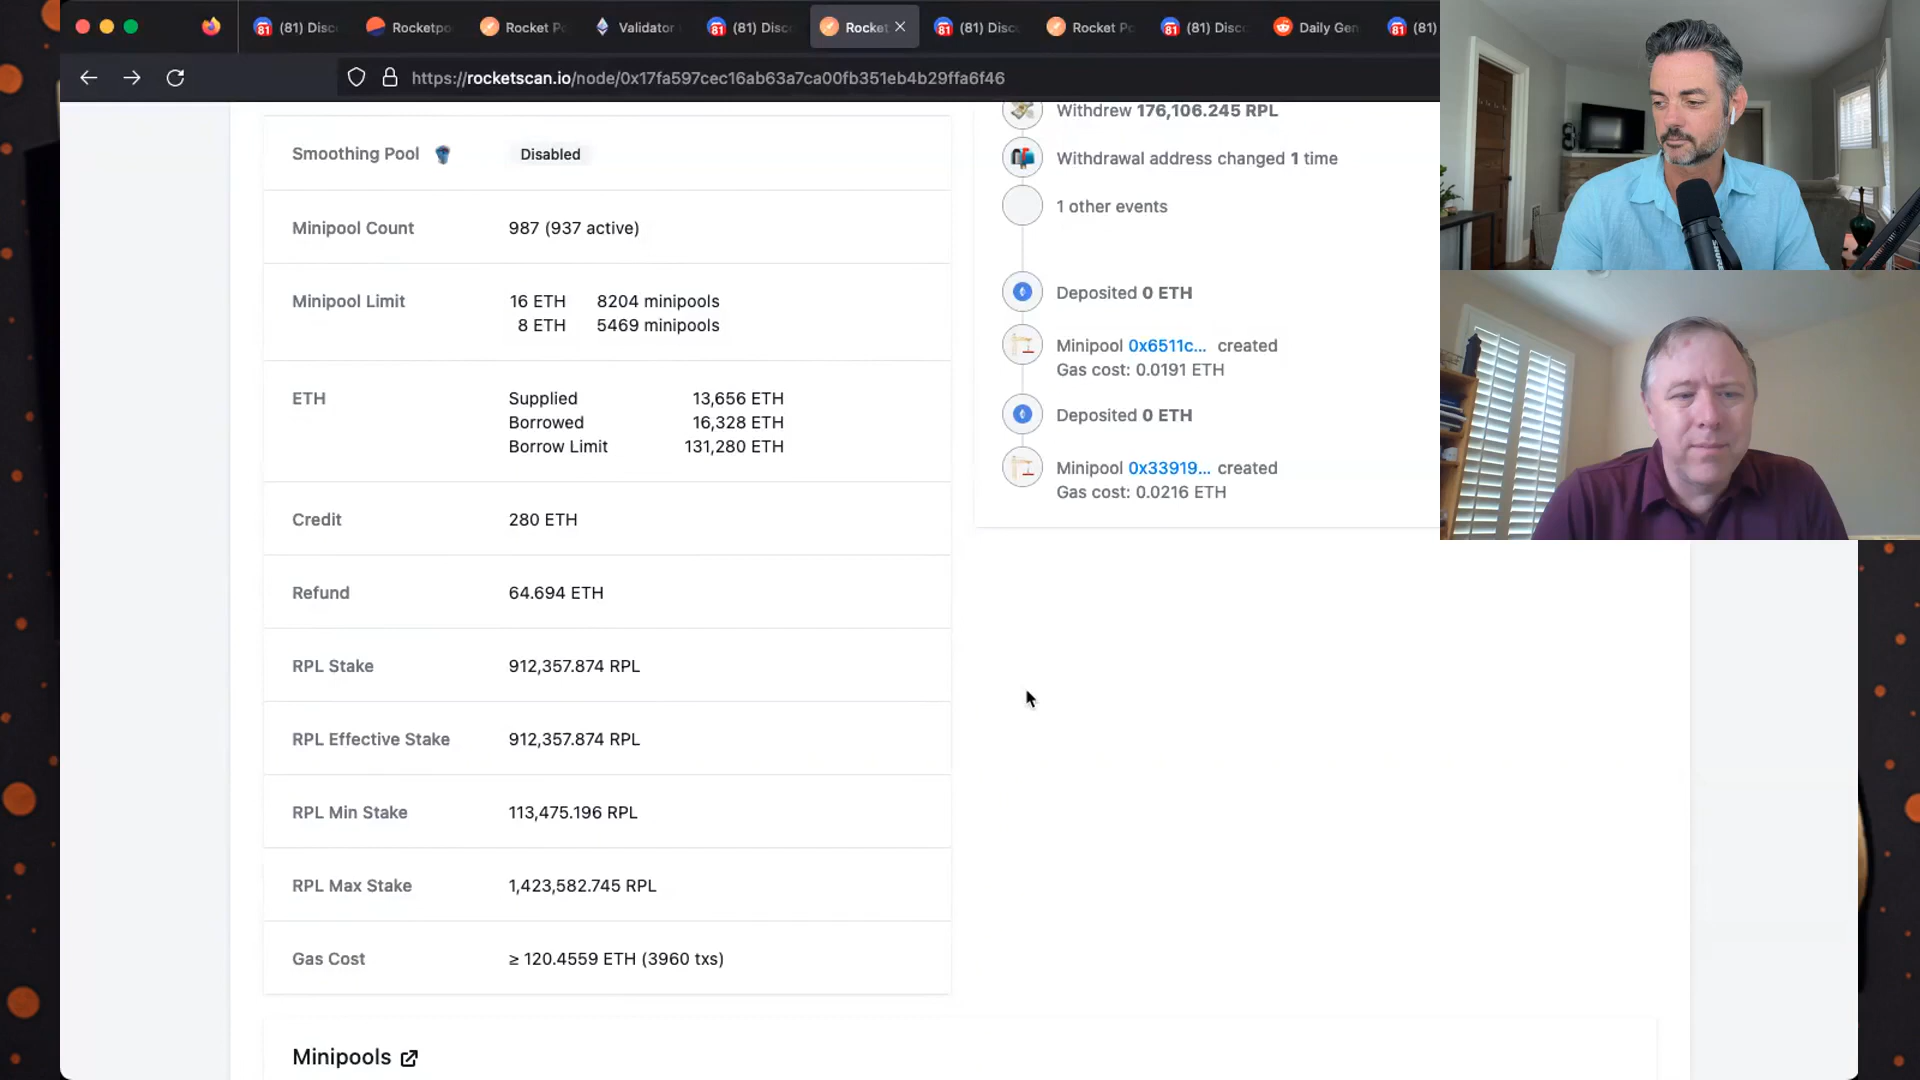 (81) Disc
Rocketpo
Rocket Po
Validator
(81) Disc
Rocket
(81) Disc
Rocket Po
(81) Disc
Daily Gen
(81)
https://rocketscan.io/node/0x17fa597cec16ab63a7ca00fb351eb4b29ffa6f46
Smoothing Pool Disabled
Minipool Count 987 (937 active)
Minipool Limit 16 ETH 8204 minipools
8 ETH 5469 minipools
ETH Supplied 13,656 ETH
Borrowed 16,328 ETH
Borrow Limit 131,280 ETH
Credit 280 ETH
Refund 64.694 ETH
RPL Stake 912,357.874 RPL
RPL Effective Stake 912,357.874 RPL
RPL Min Stake 113,475.196 RPL
RPL Max Stake 1,423,582.745 RPL
Gas Cost ≥ 120.4559 ETH (3960 txs)
Minipools
Withdrew 176,106.245 RPL
Withdrawal address changed 1 time
1 other events
Deposited 0 ETH
Minipool 0x6511c... created
Gas cost: 0.0191 ETH
Deposited 0 ETH
Minipool 0x33919... created
Gas cost: 0.0216 ETH